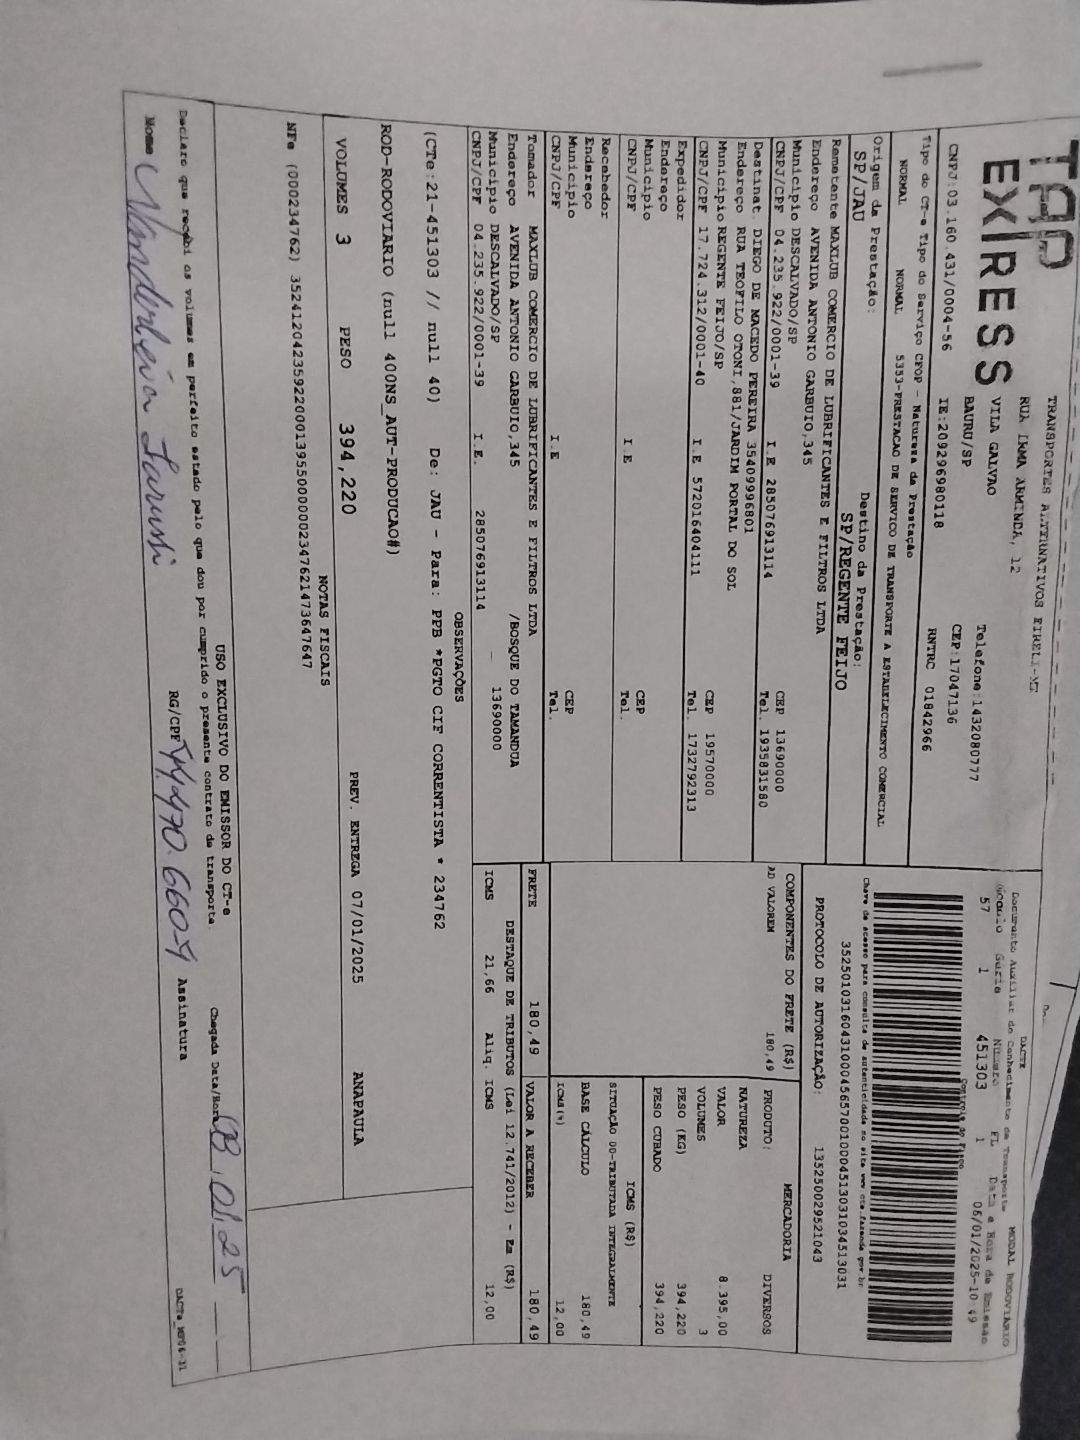 TAP
EXPRESS
TRANSPORTES ALTERNATIVOS
RUA IRMA ARMINDA, 12
VILA GALVAO
BAURU/SP
Telefone:1432080777
CEP:17047136
CNPJ:03.160.431/0004-56 IE:209296980118 RNTRC 01842966
Tipo do CT-e Tipo do Serviço CFOP - Natureza da Prestação
NORMAL NORMAL 5353-PRESTACAO DE SERVICO DE TRANSPORTE A ESTABELECIMENTO COMERCIAL
Origem da Prestação: Destino da Prestação:
SP/JAU SP/REGENTE FEIJO
Remetente MAXLUB COMERCIO DE LUBRIFICANTES E FILTROS LTDA
Endereço AVENIDA ANTONIO GARBUIO,345
Municipio DESCALVADO/SP CEP 13690000
CNPJ/CPF 04.235.922/0001-39 I.E 285076913114 Tel. 1935831580
Destinat. DIEGO DE MACEDO PEREIRA 35409996801
Endereço RUA TEOFILO OTONI,881/JARDIM PORTAL DO SOL
Municipio REGENTE FEIJO/SP CEP 19570000
CNPJ/CPF 17.724.312/0001-40 I.E 572016404111 Tel. 1732792313
Expedidor
Endereço
Municipio CEP
CNPJ/CPF I.E Tel.
Recebedor
Endereço
Municipio CEP
CNPJ/CPF I.E Tel.
Tomador MAXLUB COMERCIO DE LUBRIFICANTES E FILTROS LTDA
Endereço AVENIDA ANTONIO GARBUIO,345 /BOSQUE DO TAMANDUA
Municipio DESCALVADO/SP 13690000
CNPJ/CPF 04.235.922/0001-39 I.E. 285076913114
DACTE
Documento Auxiliar do Conhecimento de Transporte MODAL RODOVIÁRIO
Modelo Série Número FL Data e Hora de Emissão
57 1 451303 1 06/01/2025-10:49
Controle do Fisco
Chave de acesso para consulta de autenticidade no site www.cte.fazenda.gov.br
35250103160431000456570010004513031034513031
PROTOCOLO DE AUTORIZAÇÃO: 135250029521043
COMPONENTES DO FRETE (R$)
AD VALOREM 180,49
MERCADORIA
PRODUTO: DIVERSOS
NATUREZA
VALOR 8.395,00
VOLUMES 3
PESO (KG) 394,220
PESO CUBADO 394,220
ICMS (R$)
SITUAÇÃO 00-TRIBUTADA INTEGRALMENTE
BASE CÁLCULO 180,49
ICMS(%) 12,00
FRETE 180,49 VALOR A RECEBER 180,49
DESTAQUE DE TRIBUTOS (Lei 12.741/2012) - Em (R$)
ICMS 21,66 Aliq. ICMS 12,00
OBSERVAÇÕES
(CTe:21-451303 // null 40) De: JAU - Para: PPB *PGTO CIF CORRENTISTA * 234762
ROD-RODOVIARIO (null 400NS_AUT-PRODUCAO#)
VOLUMES 3 PESO 394,220 PREV. ENTREGA 07/01/2025 ANAPAULA
NOTAS FISCAIS
NFe (000234762) 35241204235922000139550000002347621473647647
USO EXCLUSIVO DO EMISSOR DO CT-e
Declaro que recebi os volumes em perfeito estado pelo que dou por cumprido o presente contrato de transporte. Chegada Data/Hora 08.01.25
Nome Vanderleia RG/CPF Assinatura